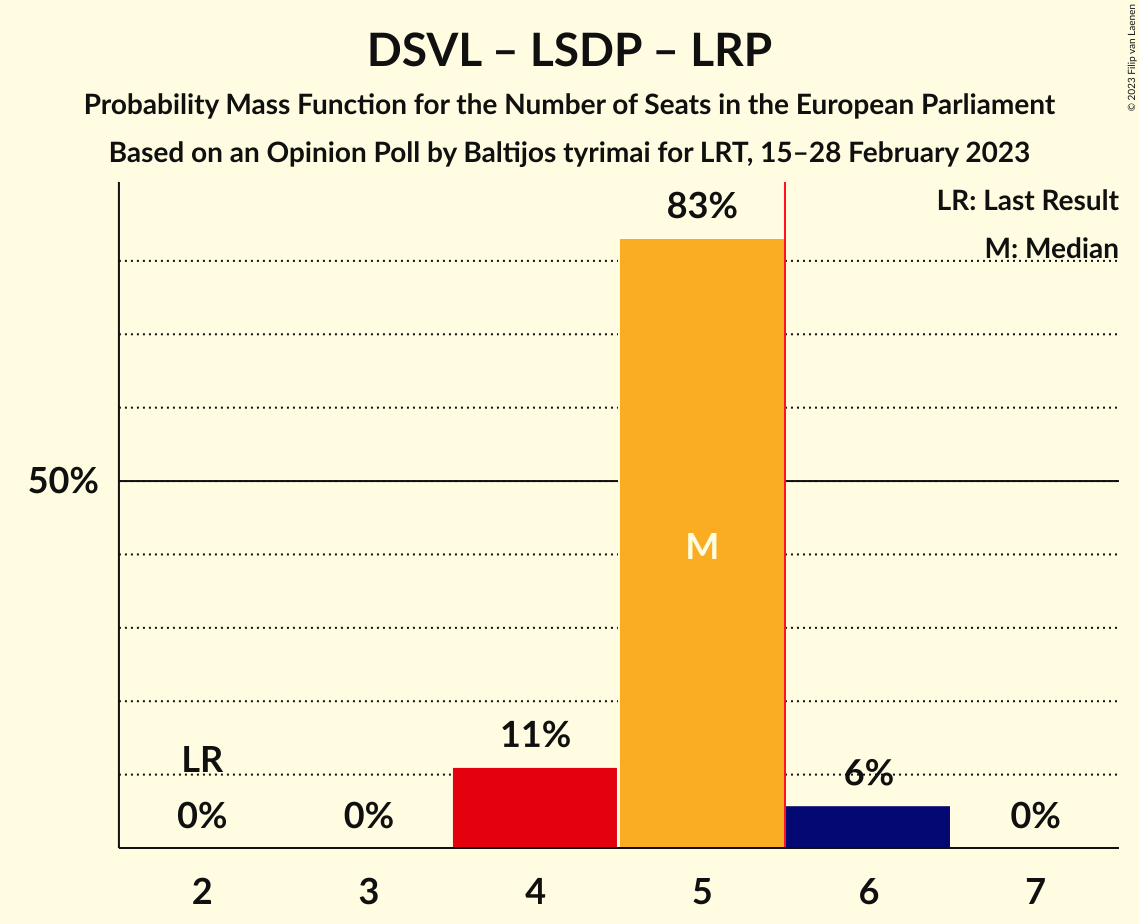 DSVL – LSDP – LRP
Probability Mass Function for the Number of Seats in the European Parliament
Based on an Opinion Poll by Baltijos tyrimai for LRT, 15–28 February 2023
© 2023 Filip van Laenen
LR: Last Result
M: Median
83%
50%
M
11%
LR
6%
0%
0%
0%
2
3
4
5
6
7